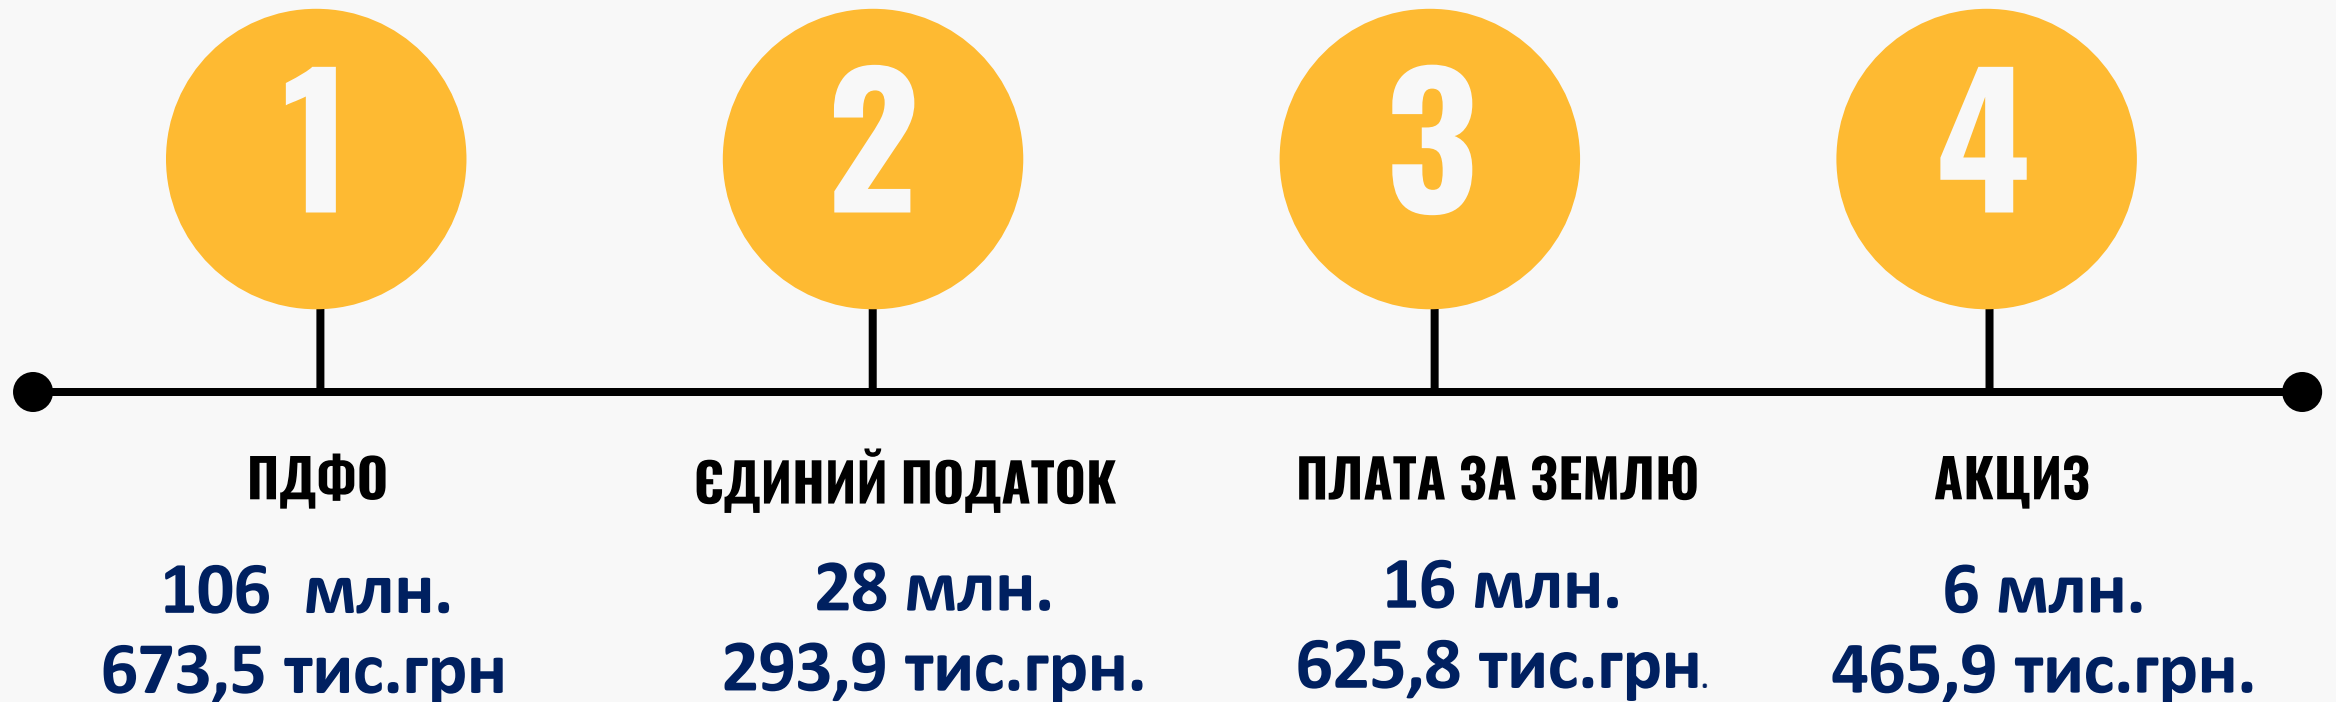 1
2
3
4
ПДФО
ЄДИНИЙ ПОДАТОК
ПЛАТА ЗА ЗЕМЛЮ
АКЦИЗ
106 млн.
673,5 тис.грн
28 млн.
293,9 тис.грн.
16 млн.
625,8 тис.грн.
6 млн.
465,9 тис.грн.